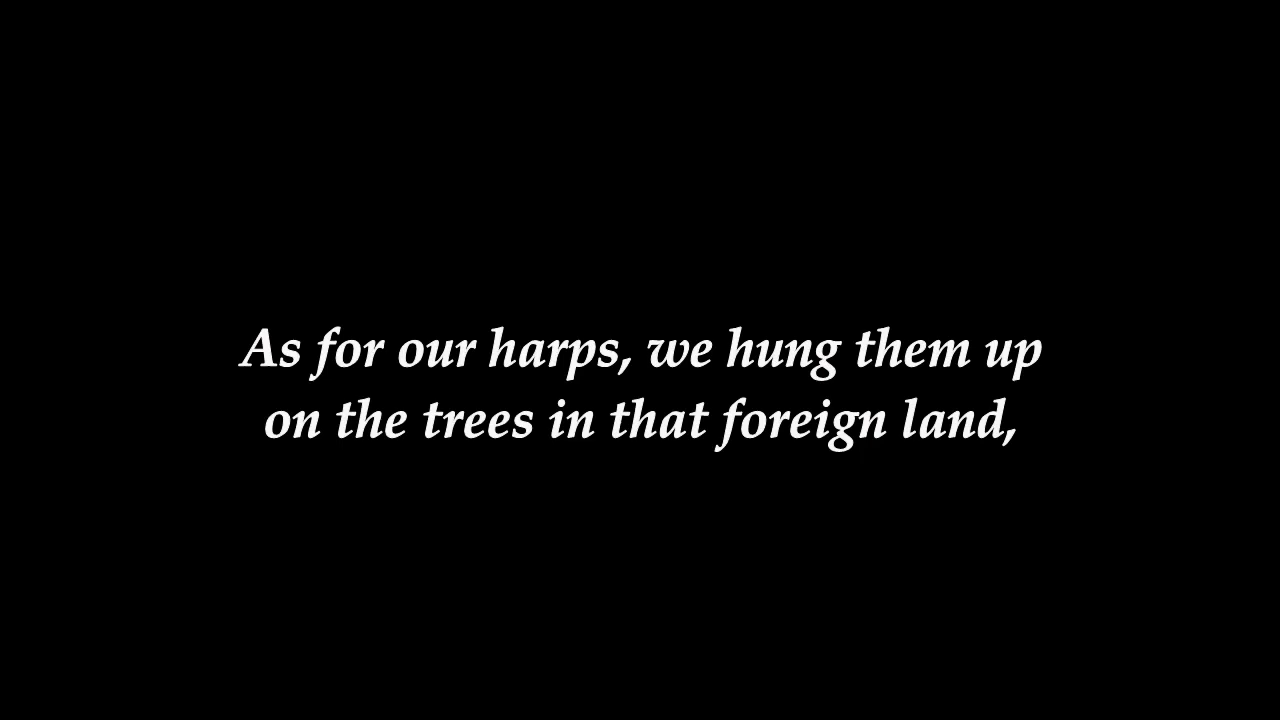 As for our harps, we hung them up
on the trees in that foreign land,